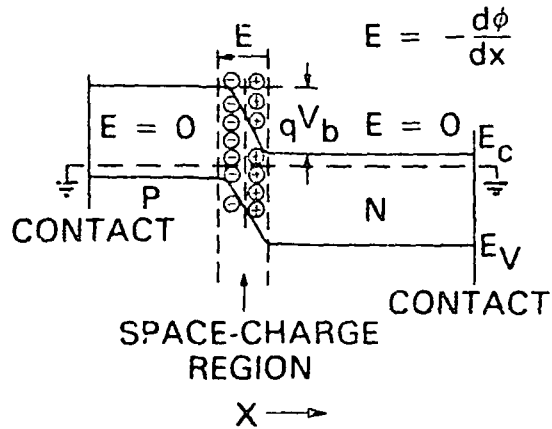 E
E = - dφ/dx
E = 0
qV_b
E = 0
E_C
P
N
CONTACT
E_V
CONTACT
SPACE-CHARGE
REGION
X